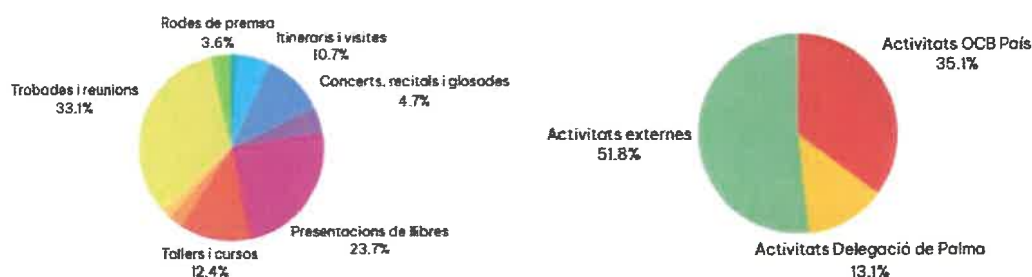 Rodes de premsa
3.6%
Itineraris i visites
10.7%
Concerts, recitals i glosades
4.7%
Trobades i reunions
33.1%
Presentacions de llibres
23.7%
Tallers i cursos
12.4%
Activitats OCB País
35.1%
Activitats externes
51.8%
Activitats Delegació de Palma
13.1%